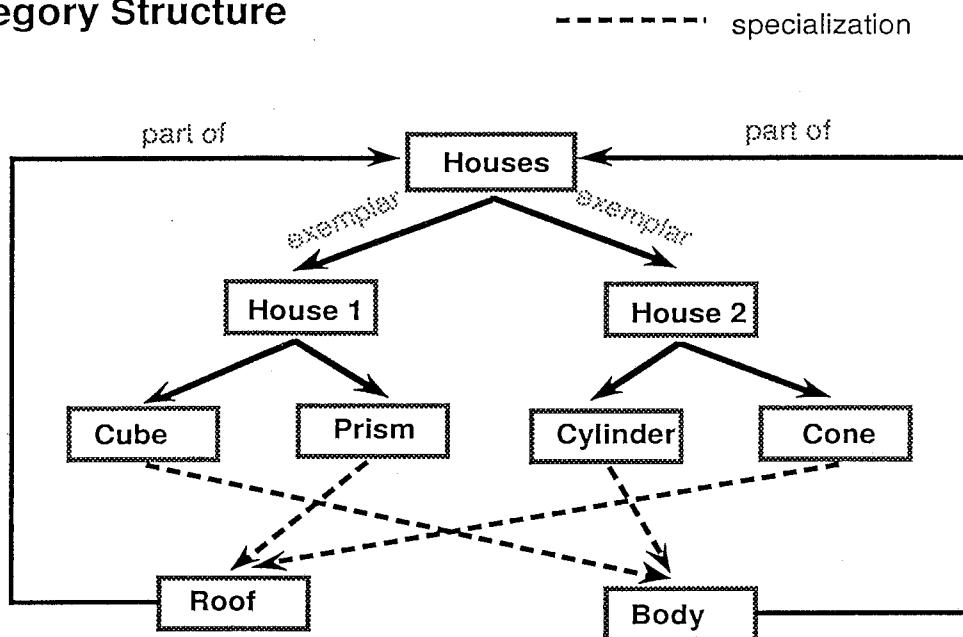 egory Structure
specialization
part of
part of
Houses
exemplar
exemplar
House 1
House 2
Cube
Prism
Cylinder
Cone
Roof
Body